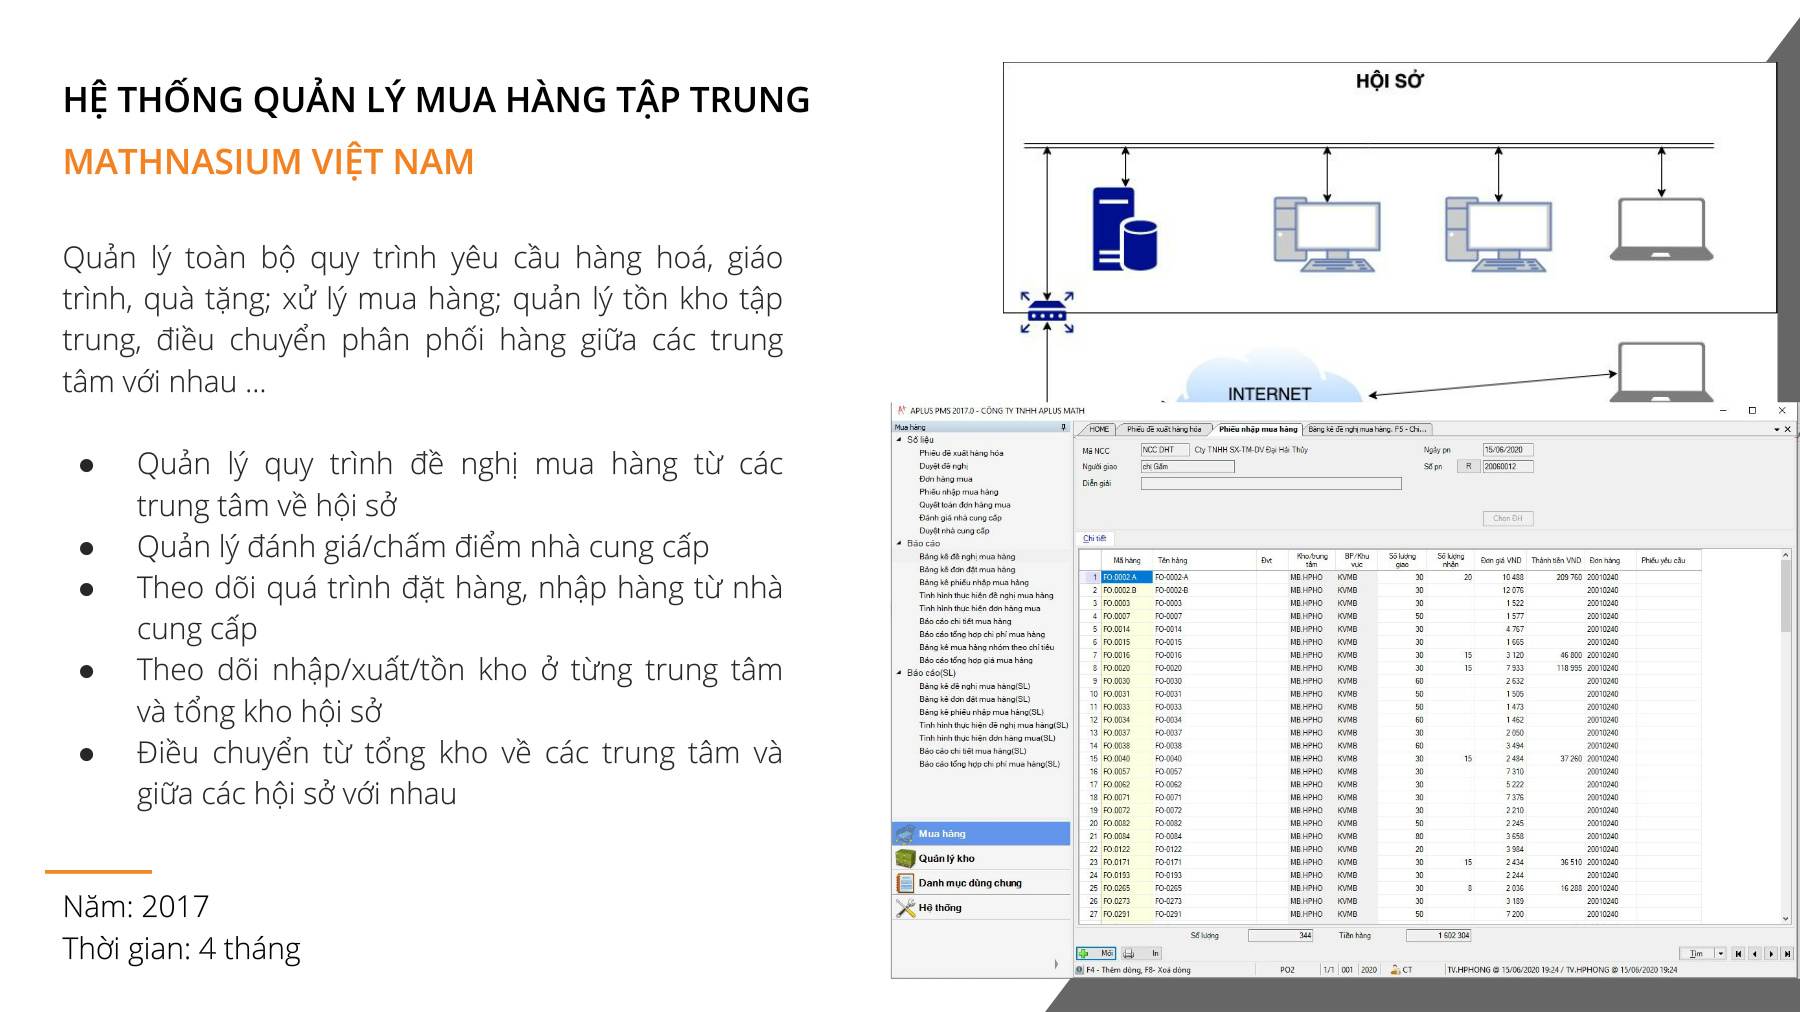 HỆ THỐNG QUẢN LÝ MUA HÀNG TẬP TRUNG
MATHNASIUM VIỆT NAM
Quản lý toàn bộ quy trình yêu cầu hàng hoá, giáo
trình, quà tặng; xử lý mua hàng; quản lý tồn kho tập
trung, điều chuyển phân phối hàng giữa các trung
tâm với nhau ...
● Quản lý quy trình đề nghị mua hàng từ các
trung tâm về hội sở
● Quản lý đánh giá/chấm điểm nhà cung cấp
● Theo dõi quá trình đặt hàng, nhập hàng từ nhà
cung cấp
● Theo dõi nhập/xuất/tồn kho ở từng trung tâm
và tổng kho hội sở
● Điều chuyển từ tổng kho về các trung tâm và
giữa các hội sở với nhau
Năm: 2017
Thời gian: 4 tháng
HỘI SỞ
INTERNET
APLUS PMS 2017.0 - CÔNG TY TNHH APLUS MATH
Mua hàng
Số liệu
Phiếu đề xuất hàng hóa
Duyệt đề nghị
Đơn hàng mua
Phiếu nhập mua hàng
Quyết toán đơn hàng mua
Đánh giá nhà cung cấp
Duyệt nhà cung cấp
Báo cáo
Bảng kê đề nghị mua hàng
Bảng kê đơn đặt mua hàng
Bảng kê phiếu nhập mua hàng
Tình hình thực hiện đề nghị mua hàng
Tình hình thực hiện đơn hàng mua
Báo cáo chi tiết mua hàng
Báo cáo tổng hợp chi phí mua hàng
Bảng kê mua hàng nhóm theo chỉ tiêu
Báo cáo tổng hợp giá mua hàng
Báo cáo(SL)
Bảng kê đề nghị mua hàng(SL)
Bảng kê đơn đặt mua hàng(SL)
Bảng kê phiếu nhập mua hàng(SL)
Tình hình thực hiện đề nghị mua hàng(SL)
Tình hình thực hiện đơn hàng mua(SL)
Báo cáo chi tiết mua hàng(SL)
Báo cáo tổng hợp chi phí mua hàng(SL)
Mua hàng
Quản lý kho
Danh mục dùng chung
Hệ thống
HOME Phiếu đề xuất hàng hóa Phiếu nhập mua hàng Bảng kê đề nghị mua hàng. F5 - Chi...
Mã NCC NCC.DHT Cty TNHH SX-TM-DV Đại Hải Thủy Ngày pn 15/06/2020
Người giao chị Gấm Số pn R 20060012
Diễn giải
Chọn ĐH
Chi tiết
Mã hàng Tên hàng Đvt Kho/trung tâm BP/Khu vực Số lượng giao Số lượng nhận Đơn giá VND Thành tiền VND Đơn hàng Phiếu yêu cầu
1 FO.0002.A FO-0002-A MB.HPHO KVMB 30 20 10 488 209 760 20010240
2 FO.0002.B FO-0002-B MB.HPHO KVMB 30 12 076 20010240
3 FO.0003 FO-0003 MB.HPHO KVMB 30 1 522 20010240
4 FO.0007 FO-0007 MB.HPHO KVMB 50 1 577 20010240
5 FO.0014 FO-0014 MB.HPHO KVMB 30 4 767 20010240
6 FO.0015 FO-0015 MB.HPHO KVMB 30 1 665 20010240
7 FO.0016 FO-0016 MB.HPHO KVMB 30 15 3 120 46 800 20010240
8 FO.0020 FO-0020 MB.HPHO KVMB 30 15 7 933 118 995 20010240
9 FO.0030 FO-0030 MB.HPHO KVMB 60 2 632 20010240
10 FO.0031 FO-0031 MB.HPHO KVMB 50 1 505 20010240
11 FO.0033 FO-0033 MB.HPHO KVMB 50 1 473 20010240
12 FO.0034 FO-0034 MB.HPHO KVMB 60 1 462 20010240
13 FO.0037 FO-0037 MB.HPHO KVMB 30 2 050 20010240
14 FO.0038 FO-0038 MB.HPHO KVMB 60 3 494 20010240
15 FO.0040 FO-0040 MB.HPHO KVMB 30 15 2 484 37 260 20010240
16 FO.0057 FO-0057 MB.HPHO KVMB 30 7 310 20010240
17 FO.0062 FO-0062 MB.HPHO KVMB 30 5 222 20010240
18 FO.0071 FO-0071 MB.HPHO KVMB 30 7 376 20010240
19 FO.0072 FO-0072 MB.HPHO KVMB 30 2 210 20010240
20 FO.0082 FO-0082 MB.HPHO KVMB 50 2 245 20010240
21 FO.0084 FO-0084 MB.HPHO KVMB 80 3 658 20010240
22 FO.0122 FO-0122 MB.HPHO KVMB 20 3 984 20010240
23 FO.0171 FO-0171 MB.HPHO KVMB 30 15 2 434 36 510 20010240
24 FO.0193 FO-0193 MB.HPHO KVMB 30 2 244 20010240
25 FO.0265 FO-0265 MB.HPHO KVMB 30 8 2 036 16 288 20010240
26 FO.0273 FO-0273 MB.HPHO KVMB 30 3 189 20010240
27 FO.0291 FO-0291 MB.HPHO KVMB 50 7 200 20010240
Số lượng 344 Tiền hàng 1 602 304
Mới In Tìm
F4 - Thêm dòng, F8- Xoá dòng PO2 1/1 001 2020 CT TV.HPHONG @ 15/06/2020 19:24 / TV.HPHONG @ 15/06/2020 19:24